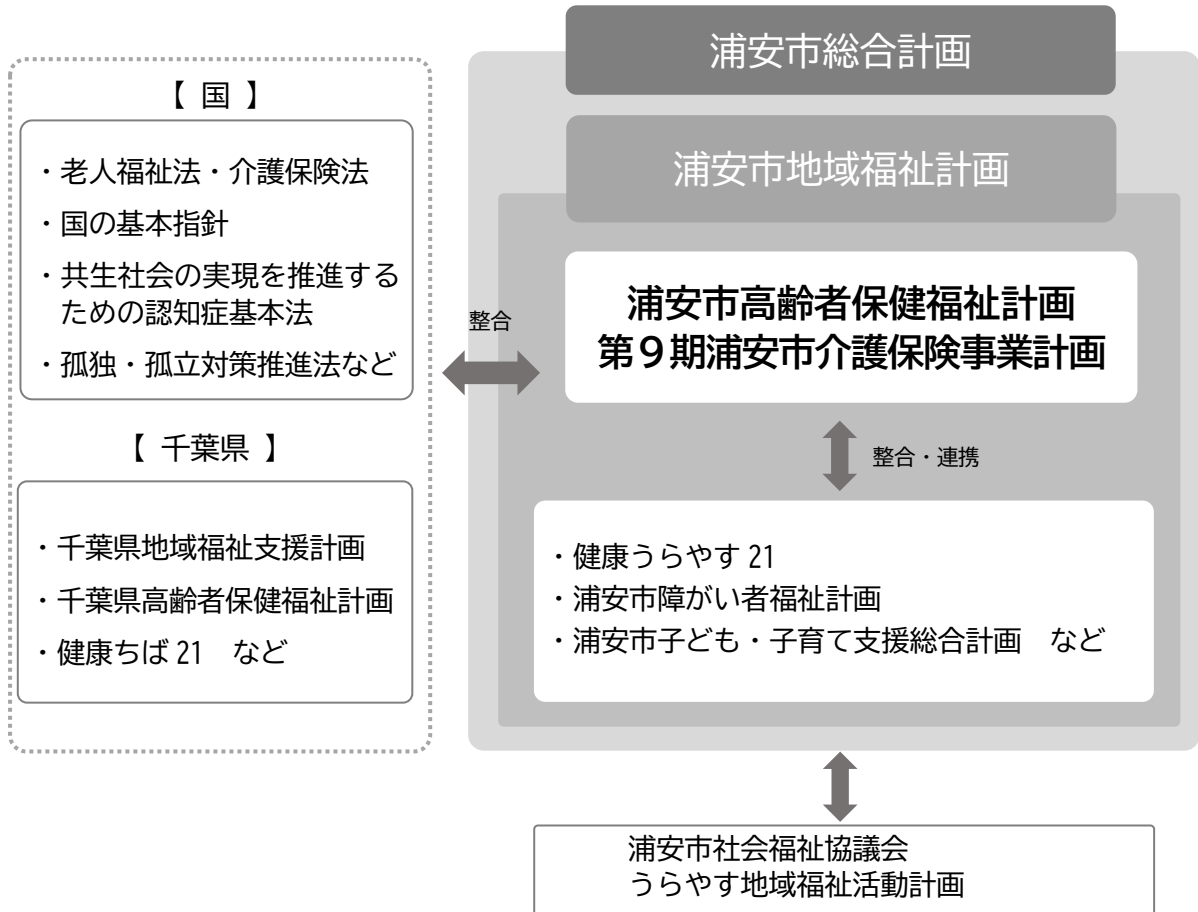 浦安市総合計画
浦安市地域福祉計画
【 国 】
・老人福祉法・介護保険法
・国の基本指針
・共生社会の実現を推進する
ための認知症基本法
・孤独・孤立対策推進法など
【 千葉県 】
・千葉県地域福祉支援計画
・千葉県高齢者保健福祉計画
・健康ちば 21　など
整合
浦安市高齢者保健福祉計画
第９期浦安市介護保険事業計画
整合・連携
・健康うらやす 21
・浦安市障がい者福祉計画
・浦安市子ども・子育て支援総合計画　など
浦安市社会福祉協議会
うらやす地域福祉活動計画